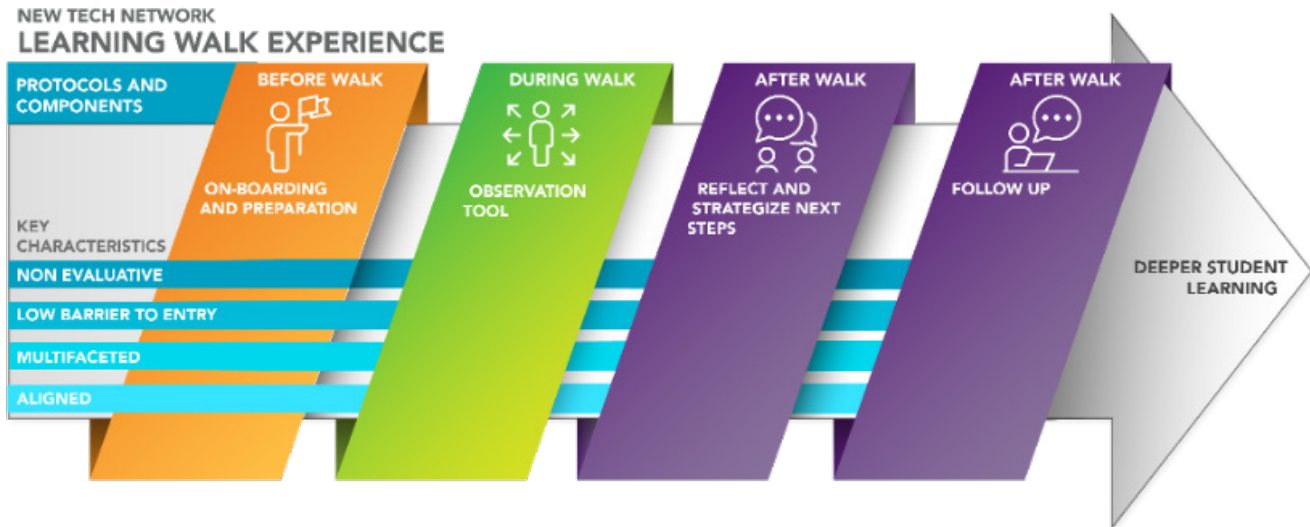 NEW TECH NETWORK
LEARNING WALK EXPERIENCE
PROTOCOLS AND
COMPONENTS
BEFORE WALK
ON-BOARDING
AND PREPARATION
DURING WALK
OBSERVATION
TOOL
AFTER WALK
REFLECT AND
STRATEGIZE NEXT
STEPS
AFTER WALK
FOLLOW UP
KEY
CHARACTERISTICS
NON EVALUATIVE
LOW BARRIER TO ENTRY
MULTIFACETED
ALIGNED
DEEPER STUDENT
LEARNING